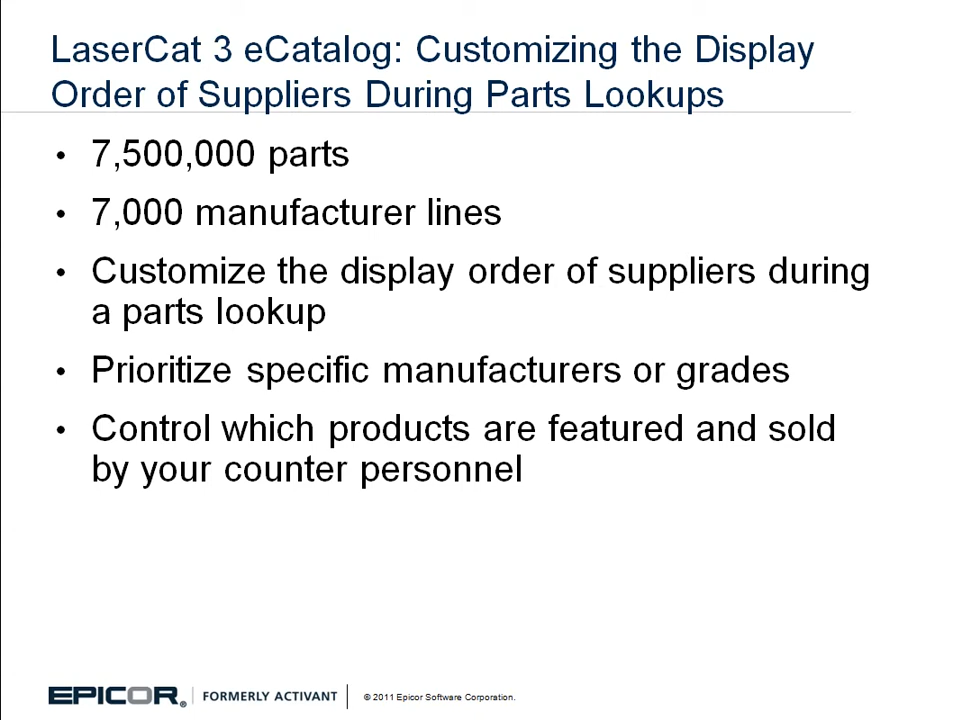 LaserCat 3 eCatalog: Customizing the Display
Order of Suppliers During Parts Lookups
• 7,500,000 parts
• 7,000 manufacturer lines
• Customize the display order of suppliers during
a parts lookup
• Prioritize specific manufacturers or grades
• Control which products are featured and sold
by your counter personnel
EPICOR® | FORMERLY ACTIVANT | © 2011 Epicor Software Corporation.